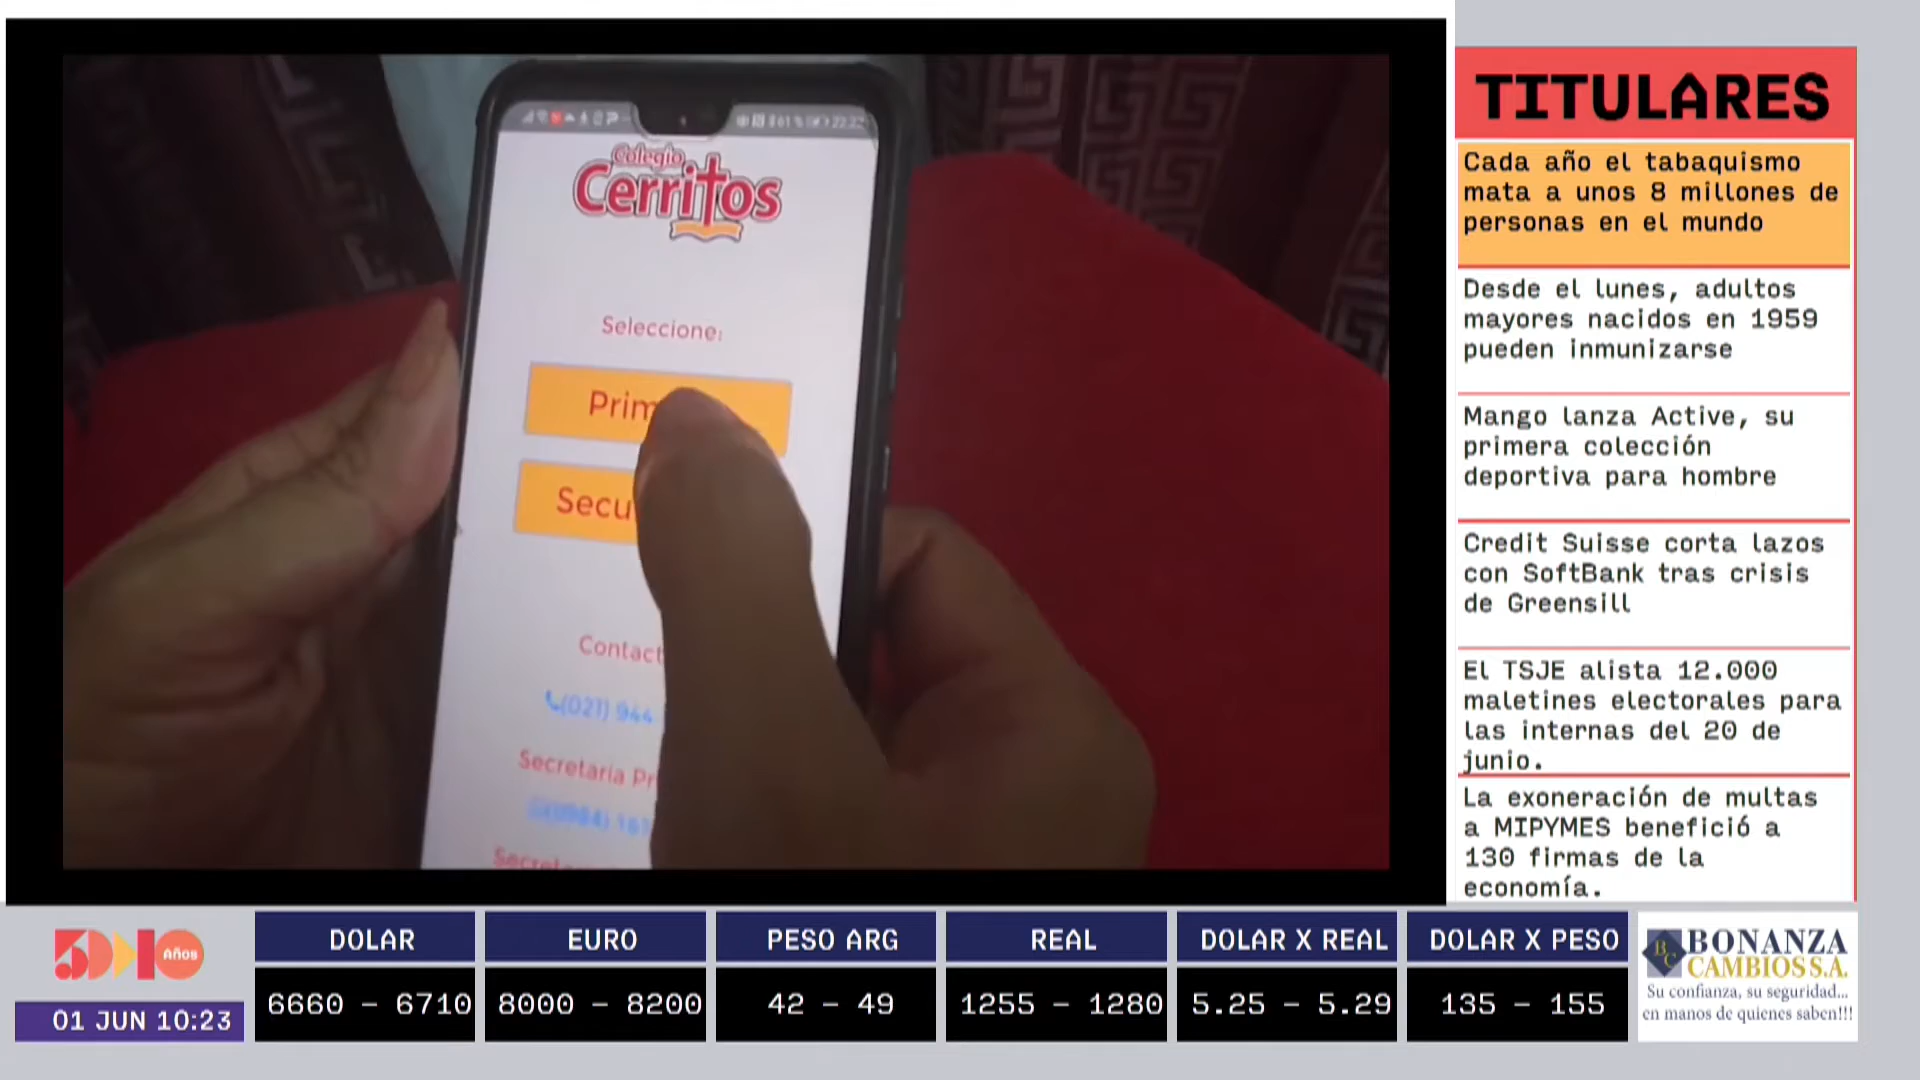 Colegio
Cerritos
Seleccione:
Prim
Secu
Contact
(021) 944
Secretaria Pr
(0984) 161
Secreta
TITULARES
Cada año el tabaquismo
mata a unos 8 millones de
personas en el mundo
Desde el lunes, adultos
mayores nacidos en 1959
pueden inmunizarse
Mango lanza Active, su
primera colección
deportiva para hombre
Credit Suisse corta lazos
con SoftBank tras crisis
de Greensill
El TSJE alista 12.000
maletines electorales para
las internas del 20 de
junio.
La exoneración de multas
a MIPYMES benefició a
130 firmas de la
economía.
5D 10 Años
01 JUN 10:23
DOLAR
6660 - 6710
EURO
8000 - 8200
PESO ARG
42 - 49
REAL
1255 - 1280
DOLAR X REAL
5.25 - 5.29
DOLAR X PESO
135 - 155
BC BONANZA
CAMBIOS S.A.
Su confianza, su seguridad...
en manos de quienes saben!!!